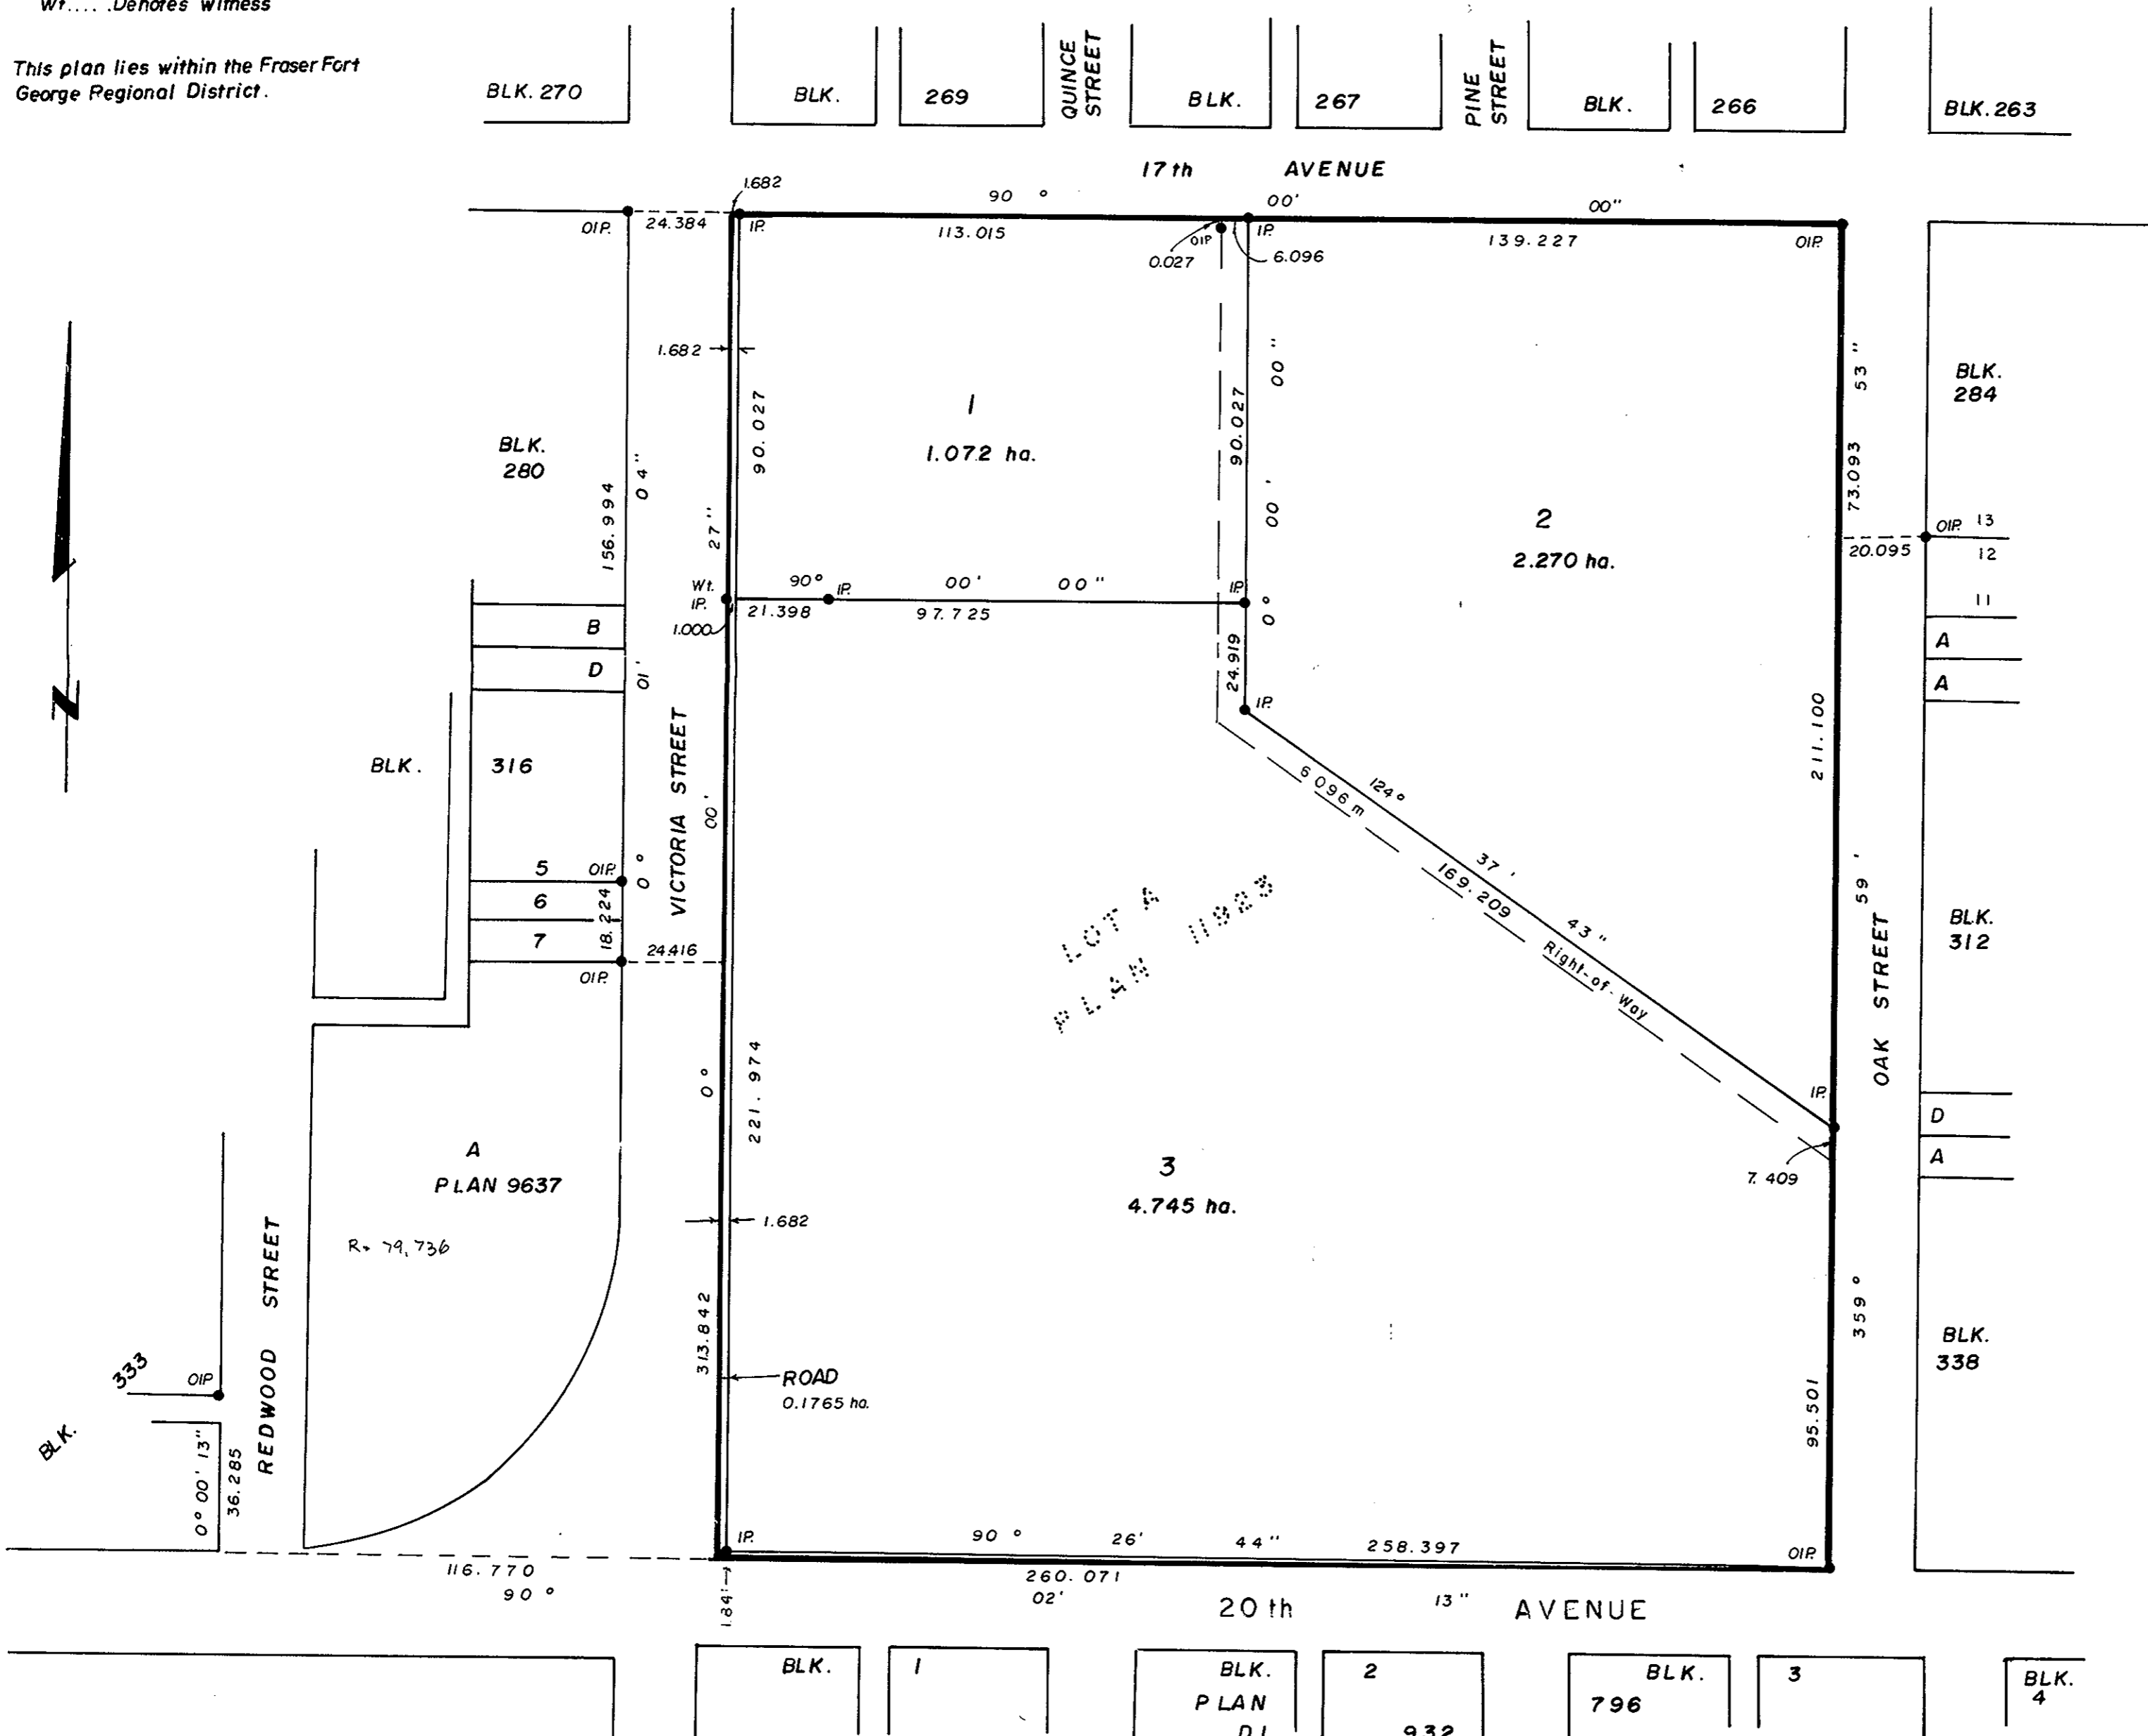 Wt.....Denotes witness
This plan lies within the Fraser Fort
George Regional District.
BLK. 270
BLK. 269
QUINCE
STREET
BLK. 267
PINE
STREET
BLK. 266
BLK. 263
17th AVENUE
1.682
90° 00' 00"
OIP.
24.384
IP.
113.015
OIP
0.027
IP.
6.096
139.227
OIP.
1.682
90.027
1
1.072 ha.
90.027
00"
00'
0°
53"
73.093
BLK.
284
BLK.
280
156.994
04"
27"
2
2.270 ha.
20.095
OIP. 13
12
11
Wt.
IP.
90° IP. 00' 00" IP.
21.398
97.725
1.000
B
D
01'
24.919
IP.
A
A
VICTORIA STREET
BLK. 316
00'
211.100
124°
6 096 m
37'
169.209
43"
Right-of-Way
5 OIP.
6
7
18.224
0°
24.416
OIP.
LOT A
PLAN 11923
59'
OAK STREET
BLK.
312
0°
221.974
IP.
D
A
7.409
A
PLAN 9637
R= 79,736
3
4.745 ha.
1.682
359°
313.842
ROAD
0.1765 ha.
BLK.
338
95.501
333
OIP
BLK.
REDWOOD STREET
0° 00' 13"
36.285
IP.
90° 26' 44"
258.397
OIP.
116.770
90° 02' 13"
260.071
1.841
20th AVENUE
BLK. 1
BLK. 2
PLAN 796
BLK. 3
BLK.
4
D.L. 932